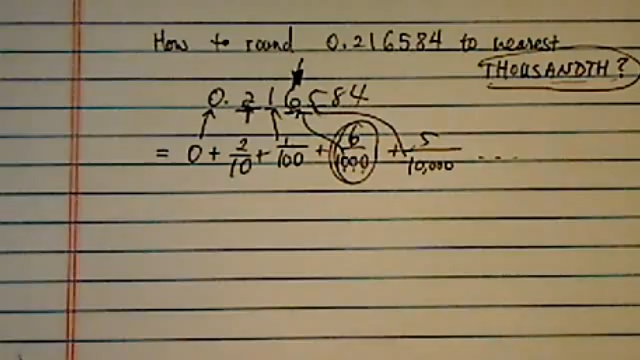 How to round 0.216584 to nearest
THOUSANDTH?
0.216584
= 0 + 2/10 + 1/100 + 6/1000 + 5/10,000 ...